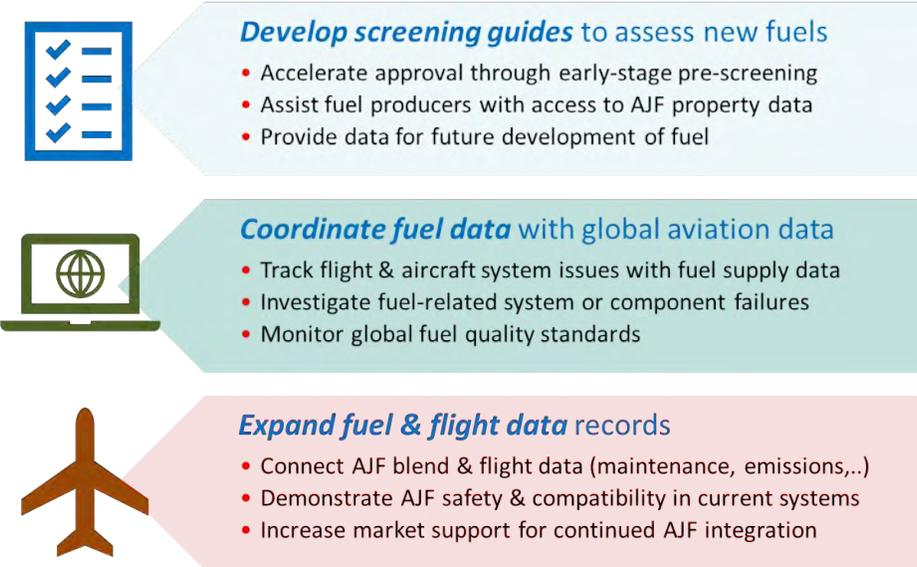 Develop screening guides to assess new fuels
• Accelerate approval through early-stage pre-screening
• Assist fuel producers with access to AJF property data
• Provide data for future development of fuel
Coordinate fuel data with global aviation data
• Track flight & aircraft system issues with fuel supply data
• Investigate fuel-related system or component failures
• Monitor global fuel quality standards
Expand fuel & flight data records
• Connect AJF blend & flight data (maintenance, emissions,..)
• Demonstrate AJF safety & compatibility in current systems
• Increase market support for continued AJF integration